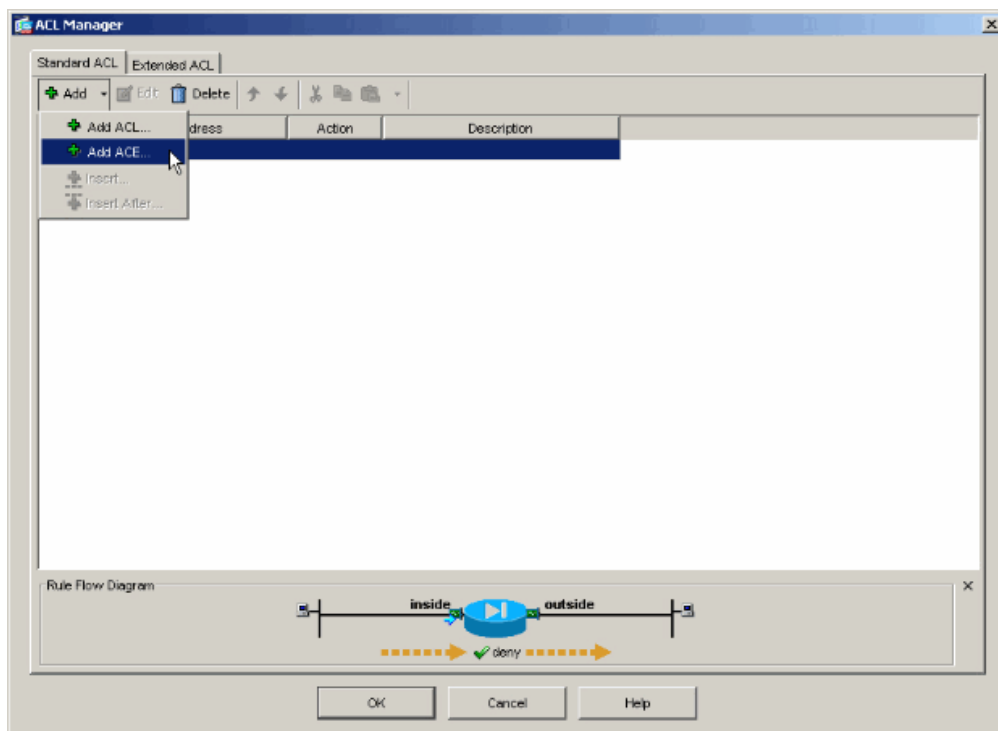 ACL Manager
Standard ACL Extended ACL
Add Edit Delete
Add ACL... dress Action Description
Add ACE...
Insert...
Insert After...
Rule Flow Diagram
inside outside
deny
OK Cancel Help